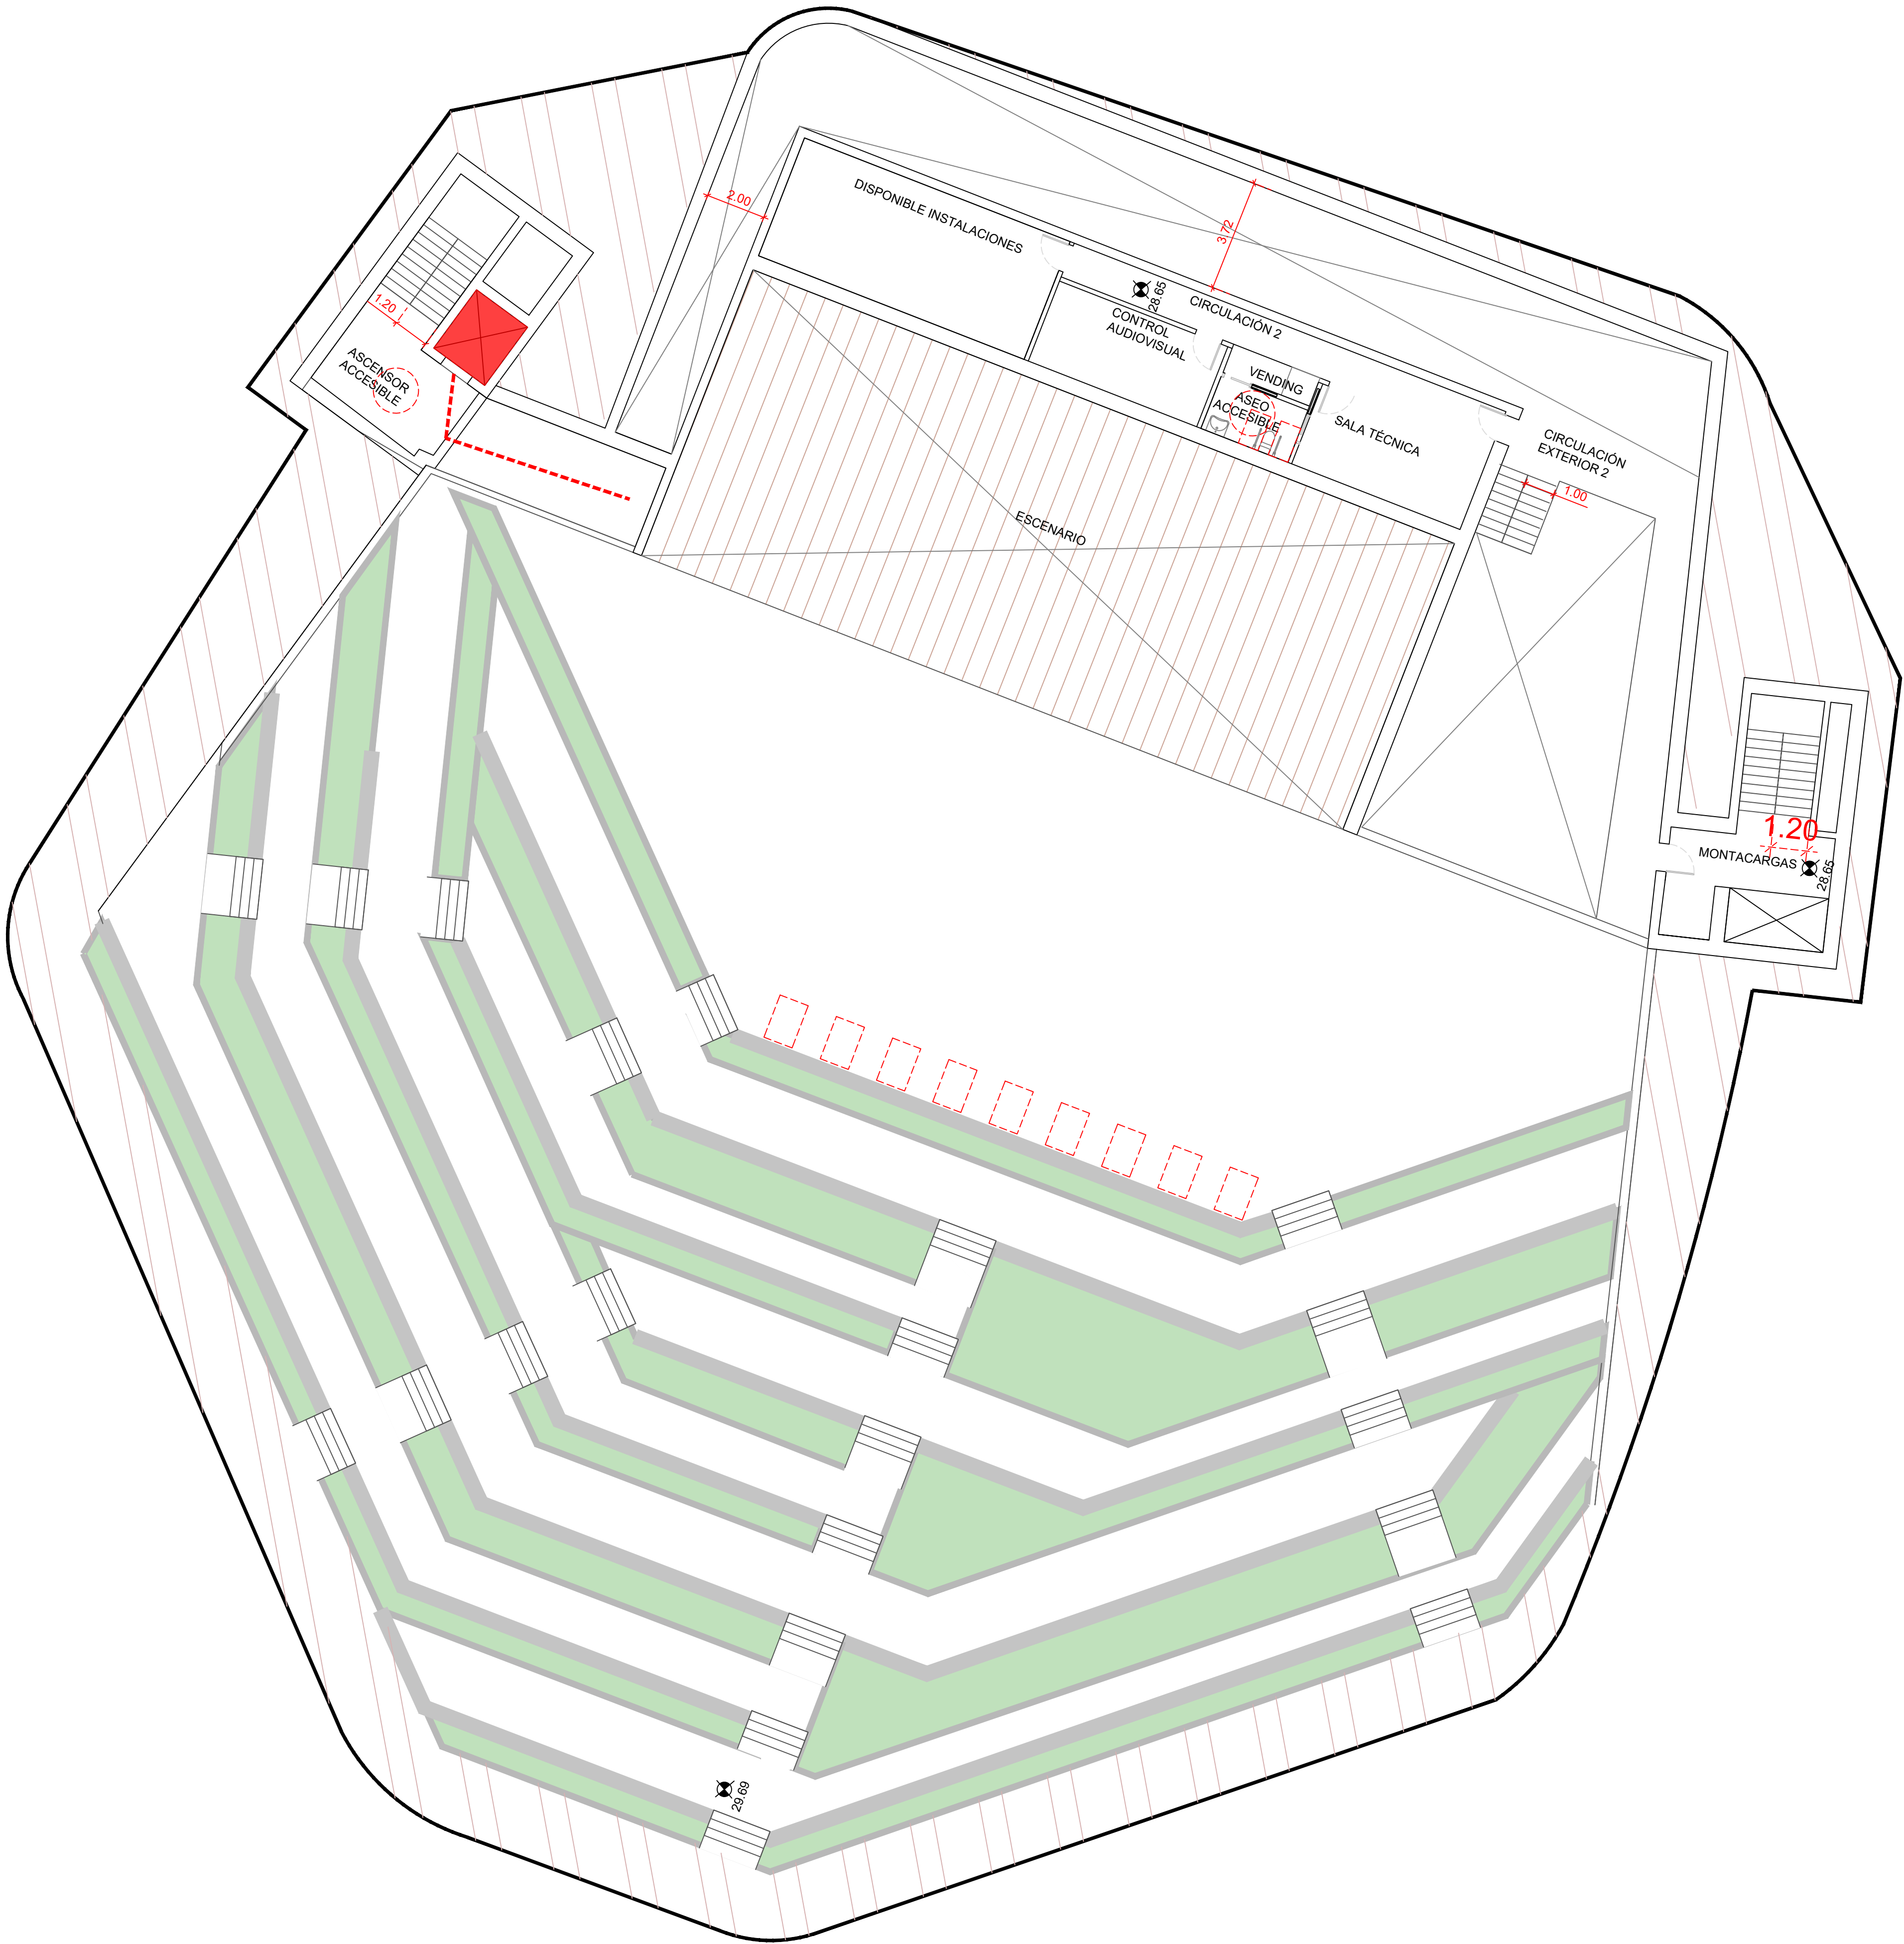 DISPONIBLE INSTALACIONES
2.00
3.72
28.65
CIRCULACIÓN 2
CONTROL
AUDIOVISUAL
VENDING
ASEO
ACCESIBLE
SALA TÉCNICA
CIRCULACIÓN
EXTERIOR 2
1.00
1.20
ASCENSOR
ACCESIBLE
ESCENARIO
1.20
MONTACARGAS
28.65
29.69